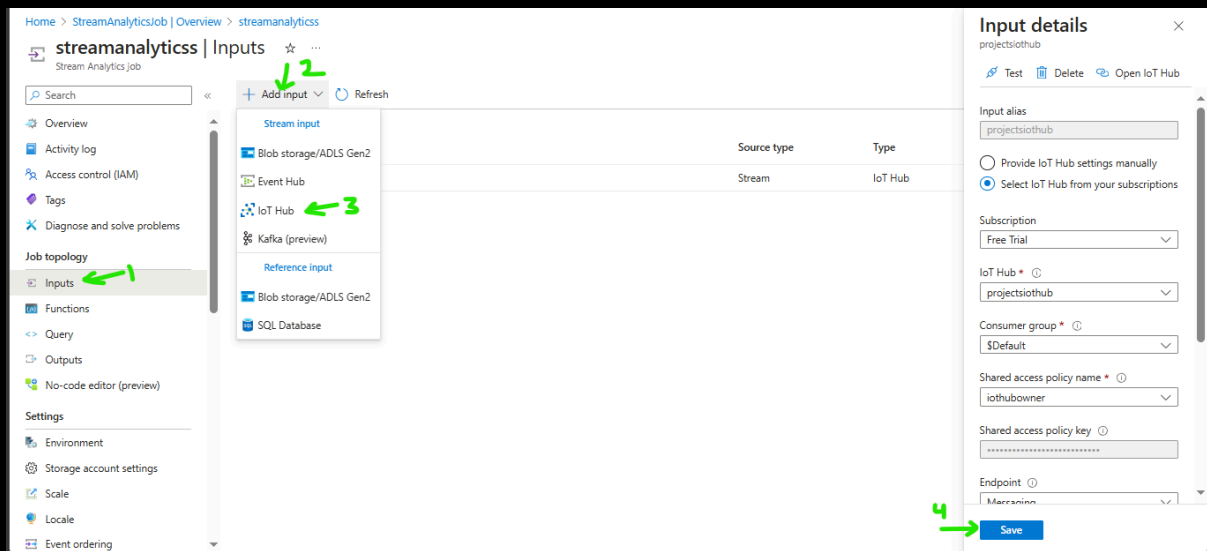 Home > StreamAnalyticsJob | Overview > streamanalyticss
streamanalyticss | Inputs ☆ ...
Stream Analytics job
Search
«
Overview
Activity log
Access control (IAM)
Tags
Diagnose and solve problems
Job topology
Inputs
1
Functions
Query
Outputs
No-code editor (preview)
Settings
Environment
Storage account settings
Scale
Locale
Event ordering
2
+ Add input
Refresh
Stream input
Blob storage/ADLS Gen2
Event Hub
IoT Hub
3
Kafka (preview)
Reference input
Blob storage/ADLS Gen2
SQL Database
Source type Type
Stream IoT Hub
Input details
projectsiothub
Test Delete Open IoT Hub
Input alias
projectsiothub
Provide IoT Hub settings manually
Select IoT Hub from your subscriptions
Subscription
Free Trial
IoT Hub *
projectsiothub
Consumer group *
$Default
Shared access policy name *
iothubowner
Shared access policy key
••••••••••••••••••••••••••••
Endpoint
Messaging
4
Save